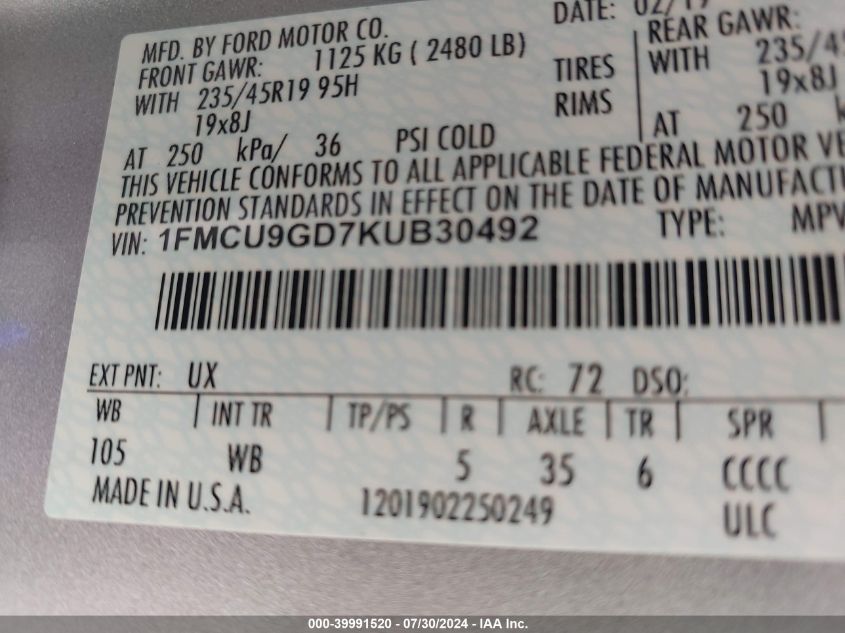 MFD. BY FORD MOTOR CO.
DATE: 02/19
FRONT GAWR: 1125 KG ( 2480 LB)
REAR GAWR:
WITH 235/45R19 95H
TIRES
WITH 235/45
19x8J
RIMS
19x8J
AT 250 kPa/ 36 PSI COLD
AT 250
THIS VEHICLE CONFORMS TO ALL APPLICABLE FEDERAL MOTOR VE
PREVENTION STANDARDS IN EFFECT ON THE DATE OF MANUFACTU
VIN: 1FMCU9GD7KUB30492
TYPE: MPV
EXT PNT: UX
RC: 72 DSO:
WB INT TR TP/PS R AXLE TR SPR
105 WB 5 35 6 CCCC
MADE IN U.S.A. 1201902250249 ULC
000-39991520 / 07/30/2024 - IAA Inc.